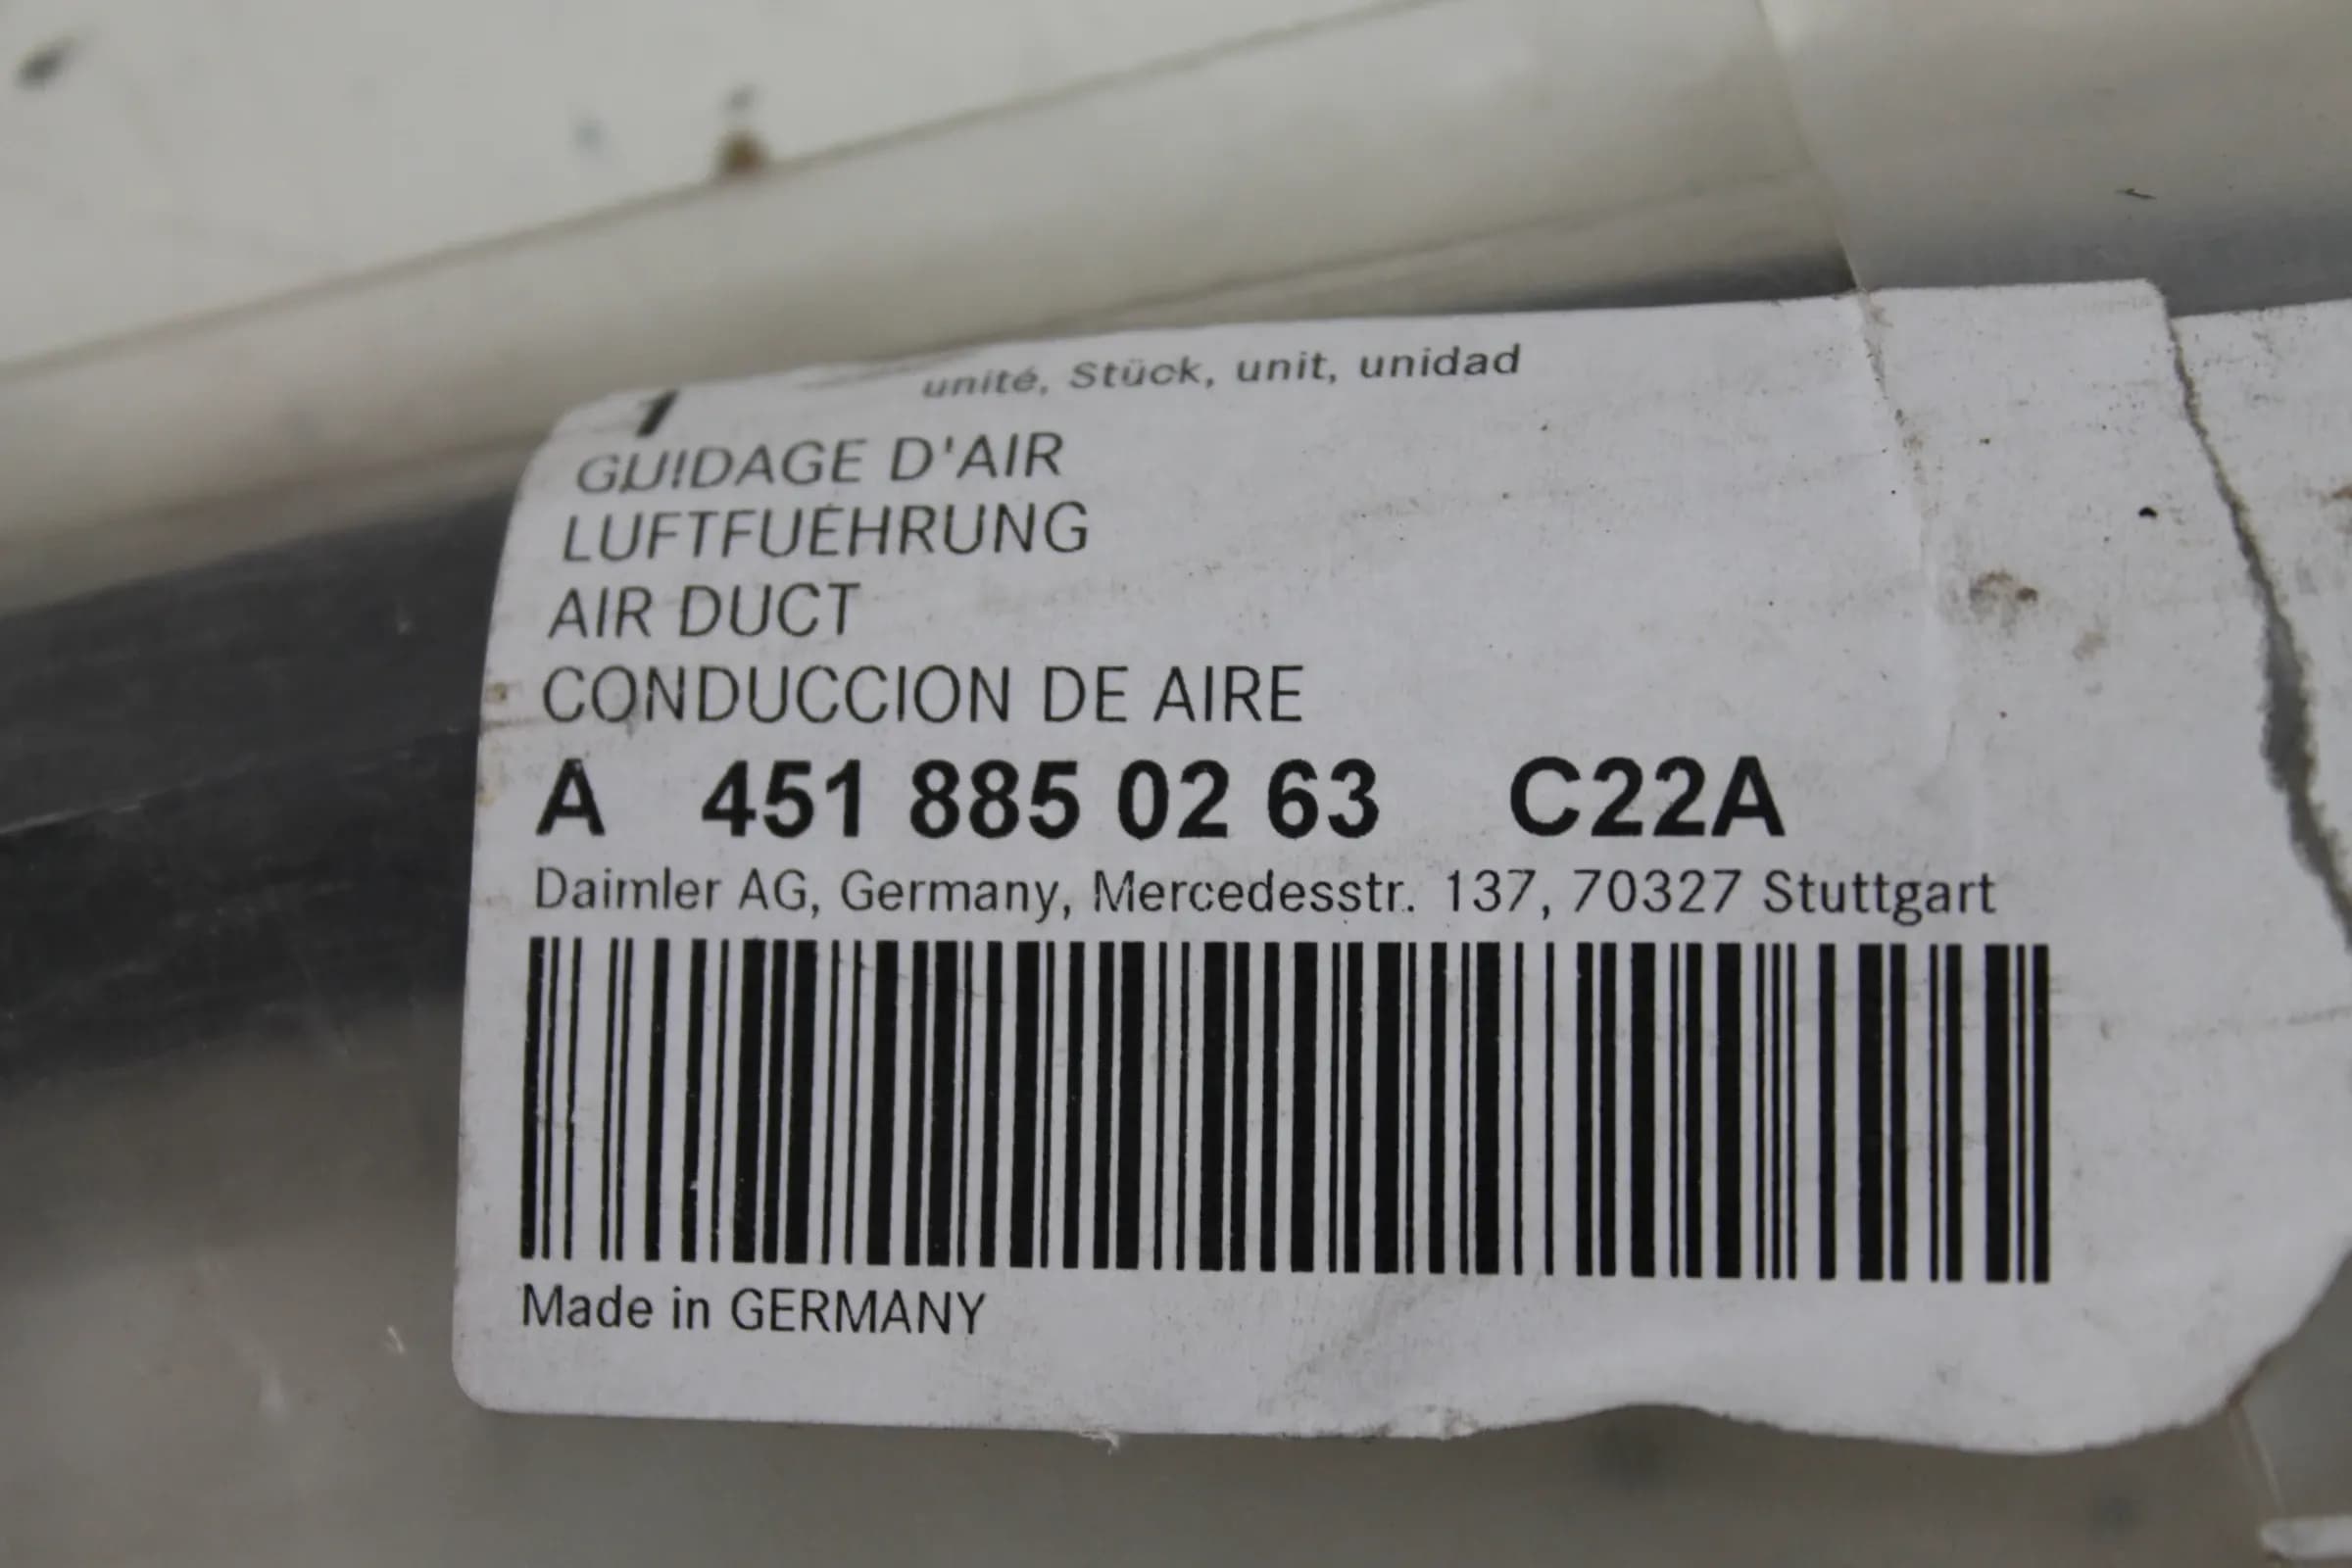 1 unité, Stück, unit, unidad
GUIDAGE D'AIR
LUFTFUEHRUNG
AIR DUCT
CONDUCCION DE AIRE
A 451 885 02 63 C22A
Daimler AG, Germany, Mercedesstr. 137, 70327 Stuttgart
Made in GERMANY